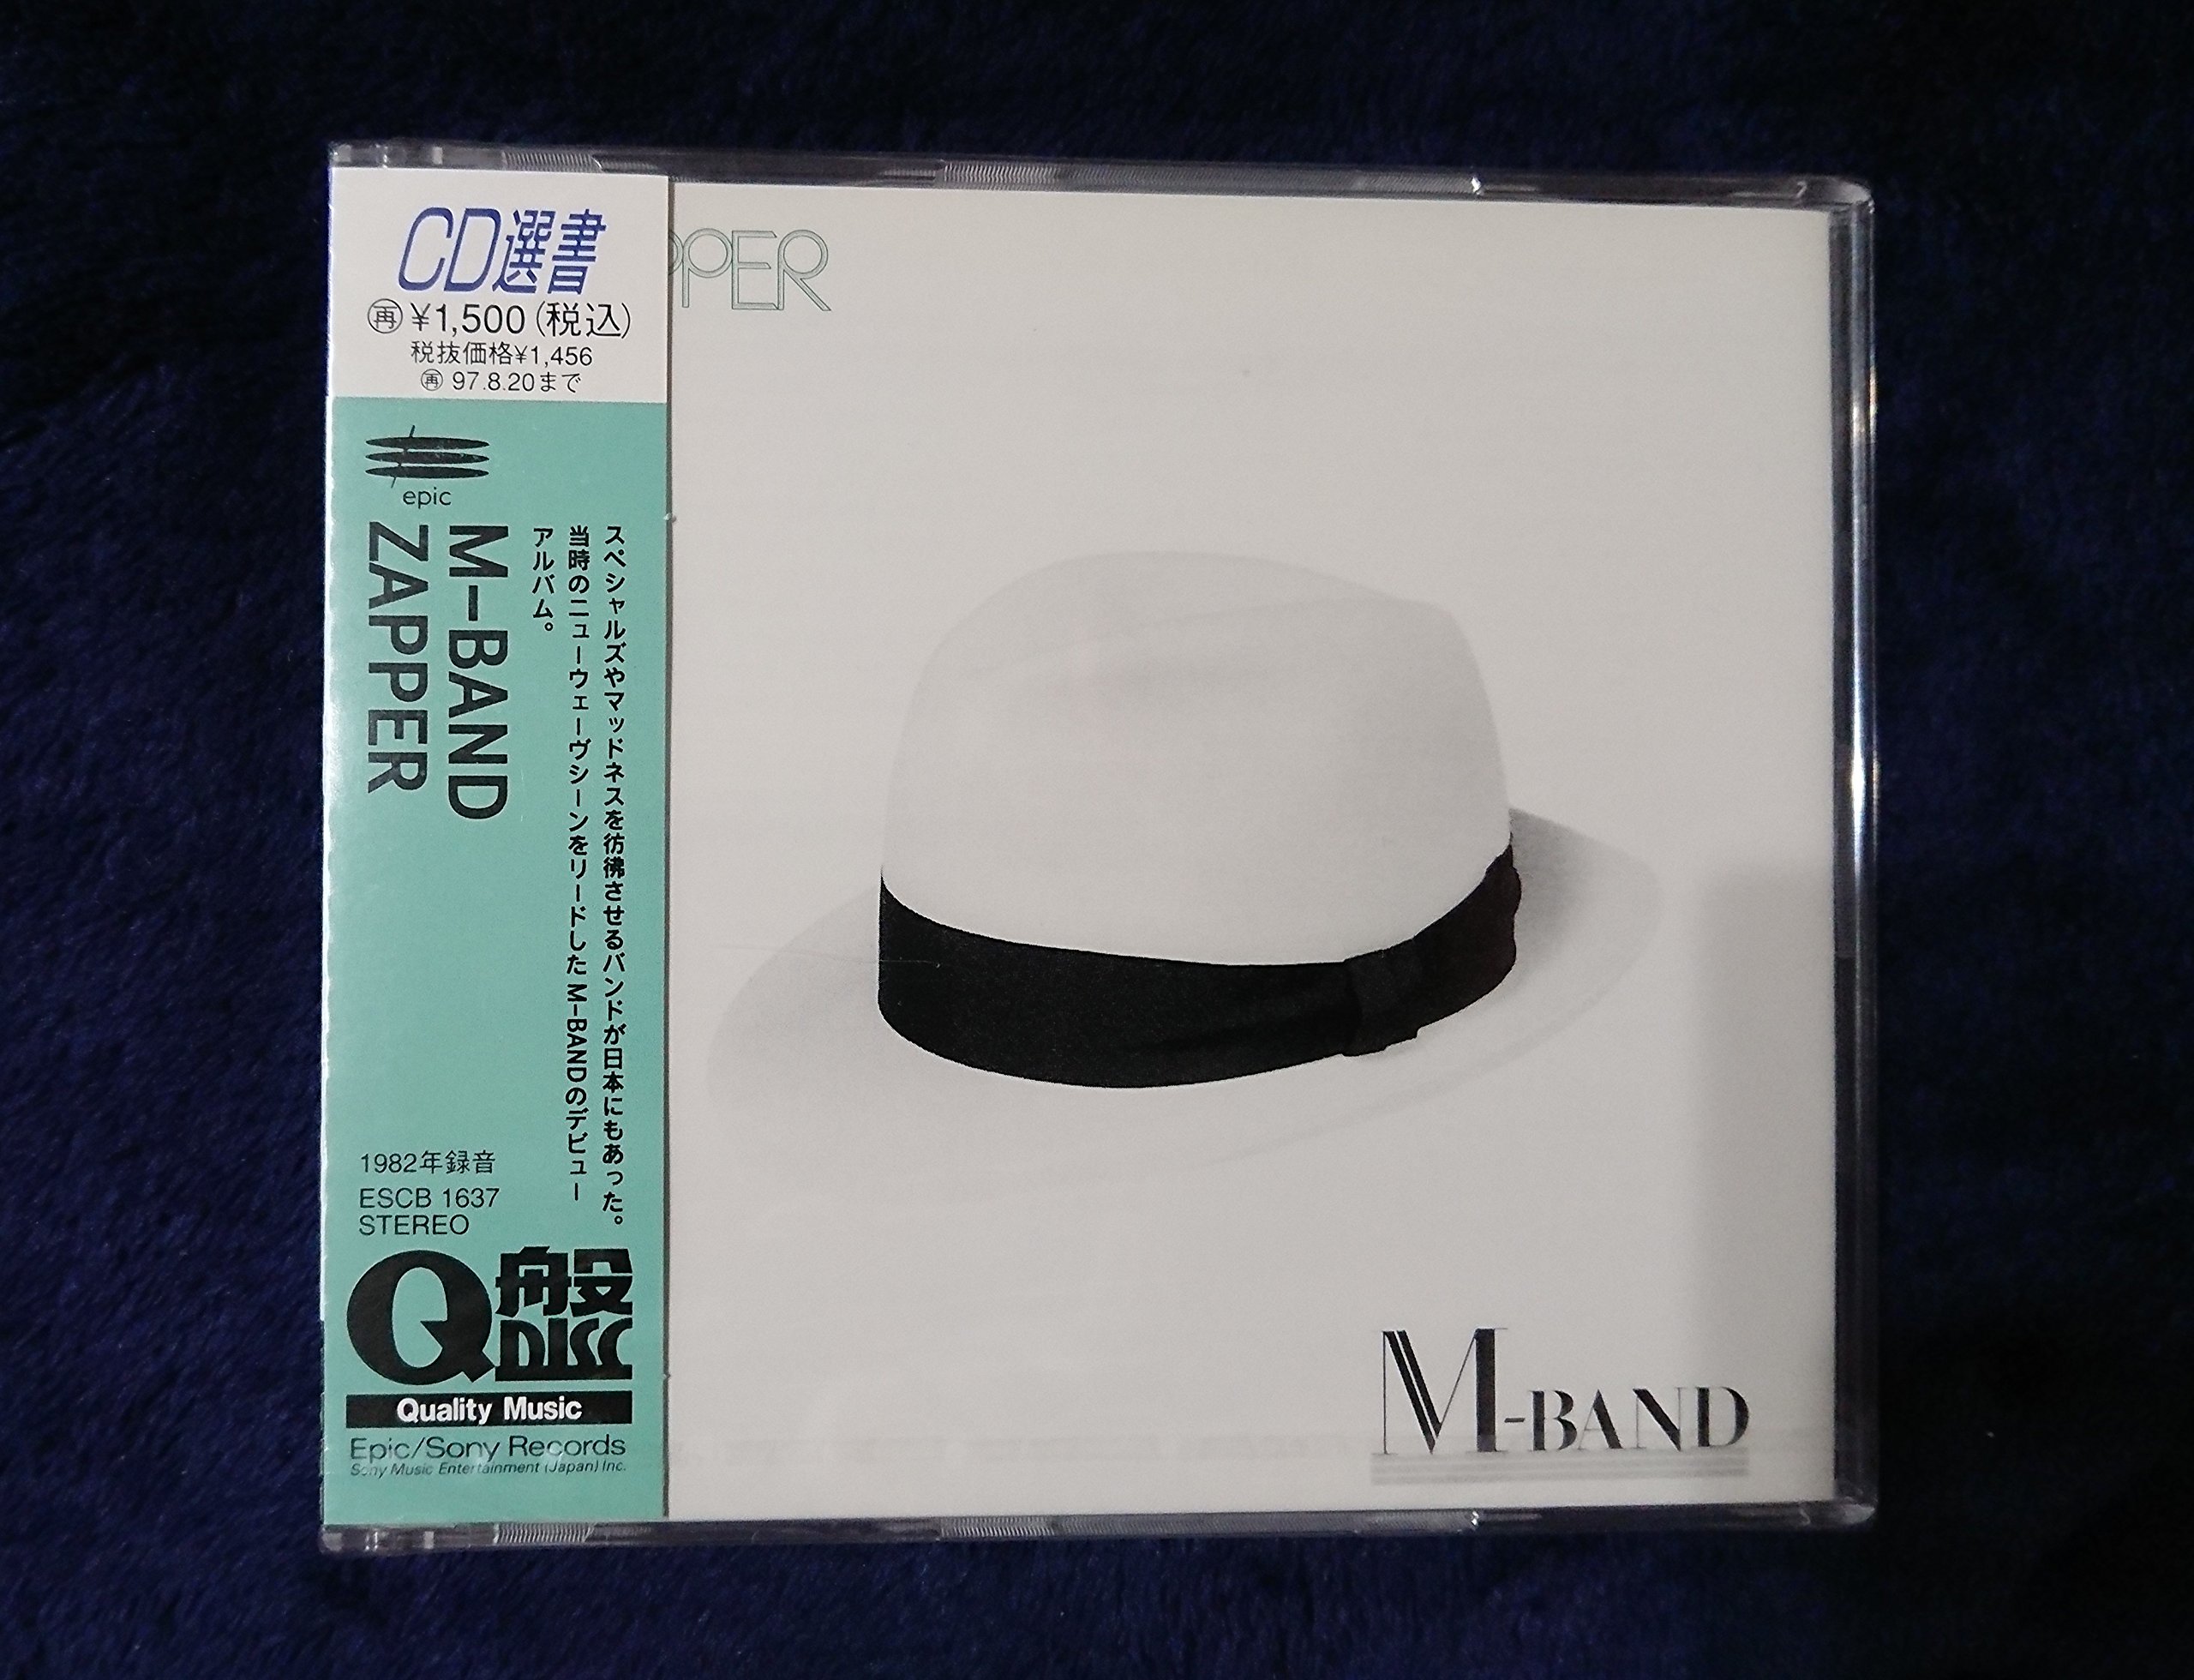 CD選書
再 ¥1,500(税込)
税抜価格¥1,456
再 97.8.20まで
epic
M-BAND
ZAPPER
スペシャルズやマッドネスを彷彿させるバンドが日本にもあった。
当時のニューウェーヴシーンをリードしたM-BANDのデビュー
アルバム。
1982年録音
ESCB 1637
STEREO
Q盤
DISC
Quality Music
Epic/Sony Records
Sony Music Entertainment (Japan) Inc.
PPER
M-BAND